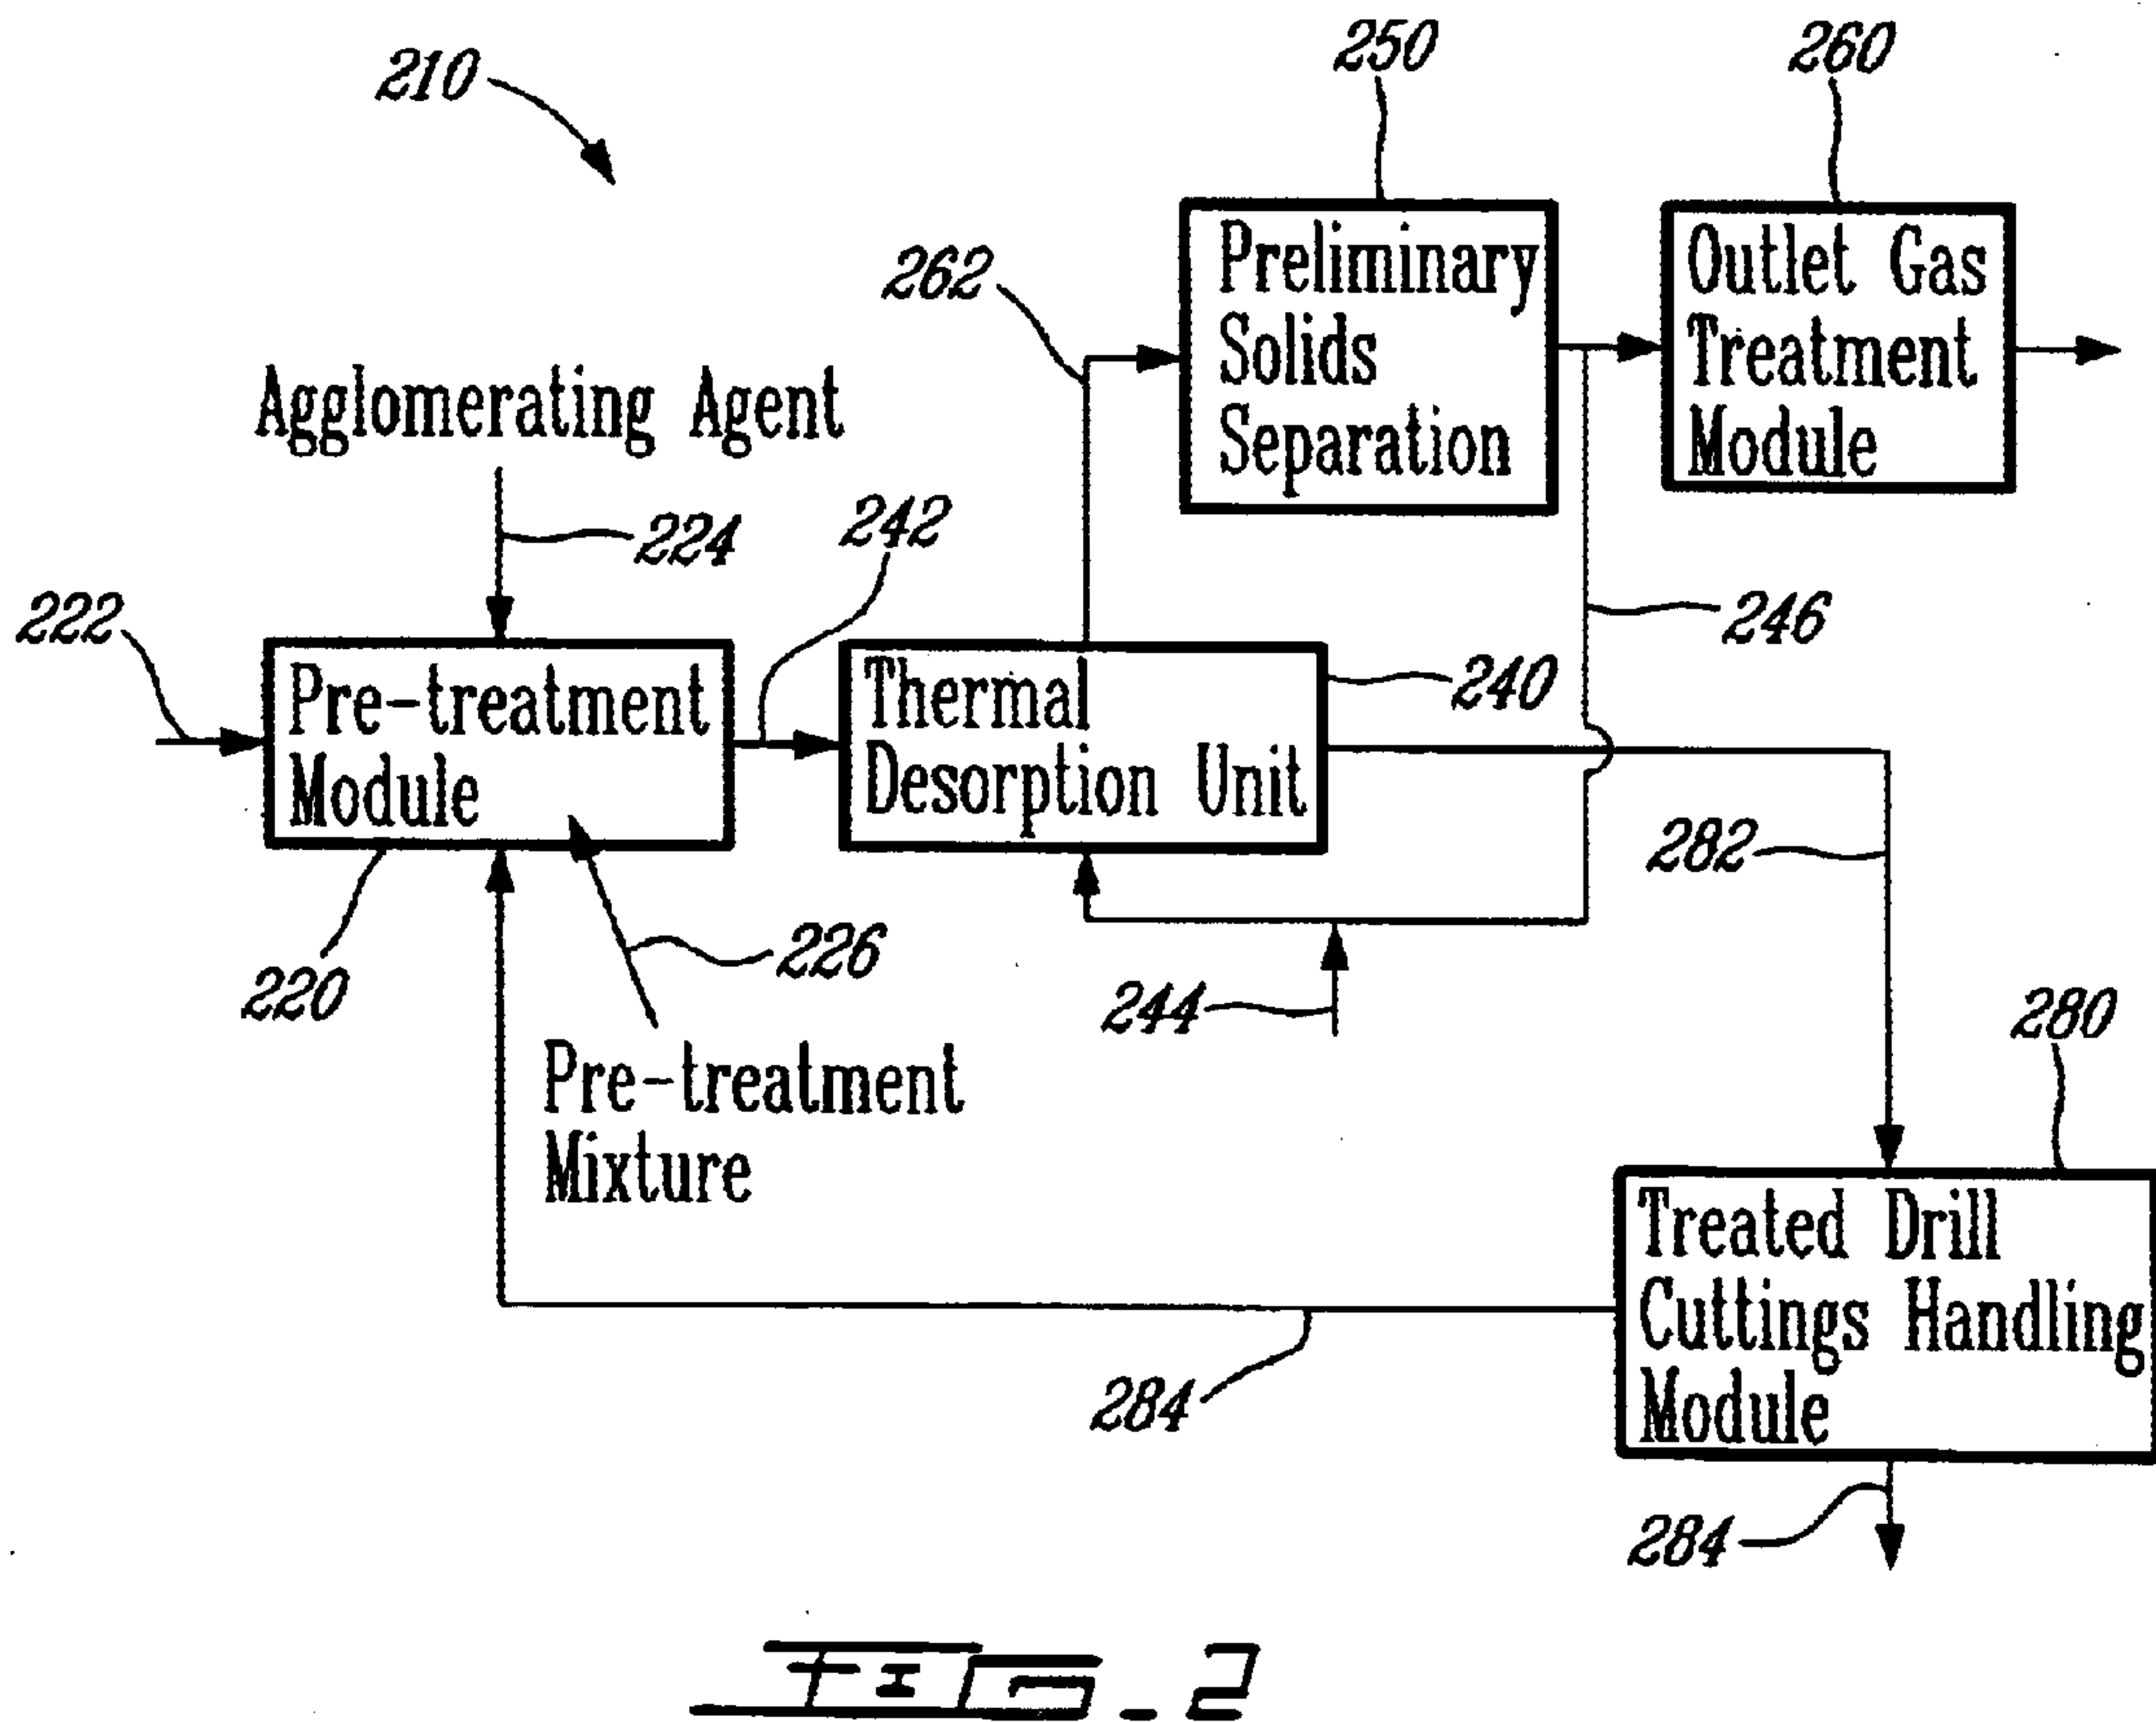 210
250
260
262
Preliminary
Solids
Separation
Outlet Gas
Treatment
Module
Agglomerating Agent
224
242
222
246
Pre-treatment
Module
Thermal
Desorption Unit
240
282
220
226
244
280
Pre-treatment
Mixture
Treated Drill
Cuttings Handling
Module
284
284
FIG. 2